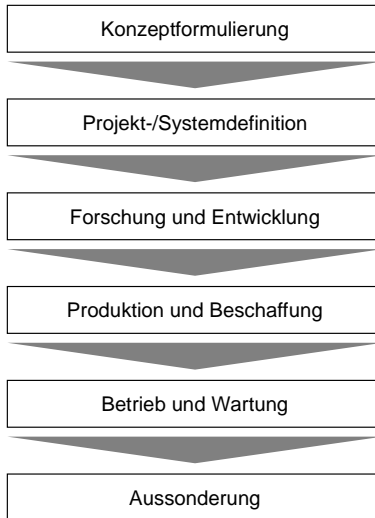 Konzeptformulierung
Projekt-/Systemdefinition
Forschung und Entwicklung
Produktion und Beschaffung
Betrieb und Wartung
Aussonderung